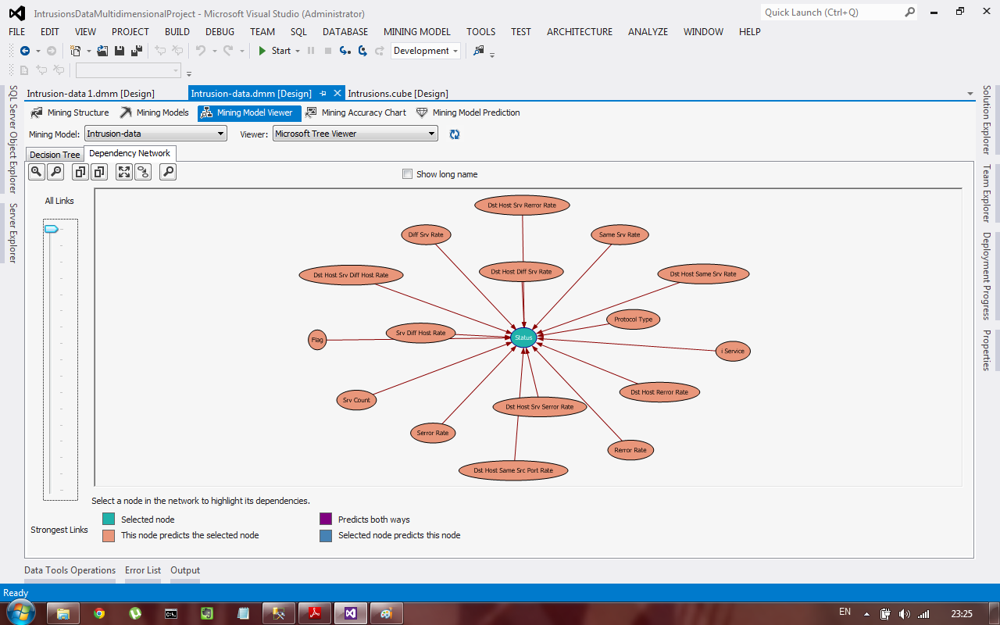 IntrusionsDataMultidimensionalProject - Microsoft Visual Studio (Administrator)
Quick Launch (Ctrl+Q)
FILE EDIT VIEW PROJECT BUILD DEBUG TEAM SQL DATABASE MINING MODEL TOOLS TEST ARCHITECTURE ANALYZE WINDOW HELP
Start Development
SQL Server Object Explorer
Server Explorer
Intrusion-data 1.dmm [Design] Intrusion-data.dmm [Design] Intrusions.cube [Design]
Mining Structure Mining Models Mining Model Viewer Mining Accuracy Chart Mining Model Prediction
Mining Model: Intrusion-data Viewer: Microsoft Tree Viewer
Decision Tree Dependency Network
Show long name
All Links
Dst Host Srv Rerror Rate
Diff Srv Rate
Same Srv Rate
Dst Host Srv Diff Host Rate
Dst Host Diff Srv Rate
Dst Host Same Srv Rate
Protocol Type
Flag
Srv Diff Host Rate
Status
i Service
Srv Count
Dst Host Rerror Rate
Dst Host Srv Serror Rate
Serror Rate
Rerror Rate
Dst Host Same Src Port Rate
Strongest Links
Select a node in the network to highlight its dependencies.
Selected node
Predicts both ways
This node predicts the selected node
Selected node predicts this node
Solution Explorer
Team Explorer
Deployment Progress
Properties
Data Tools Operations Error List Output
Ready
EN 23:25